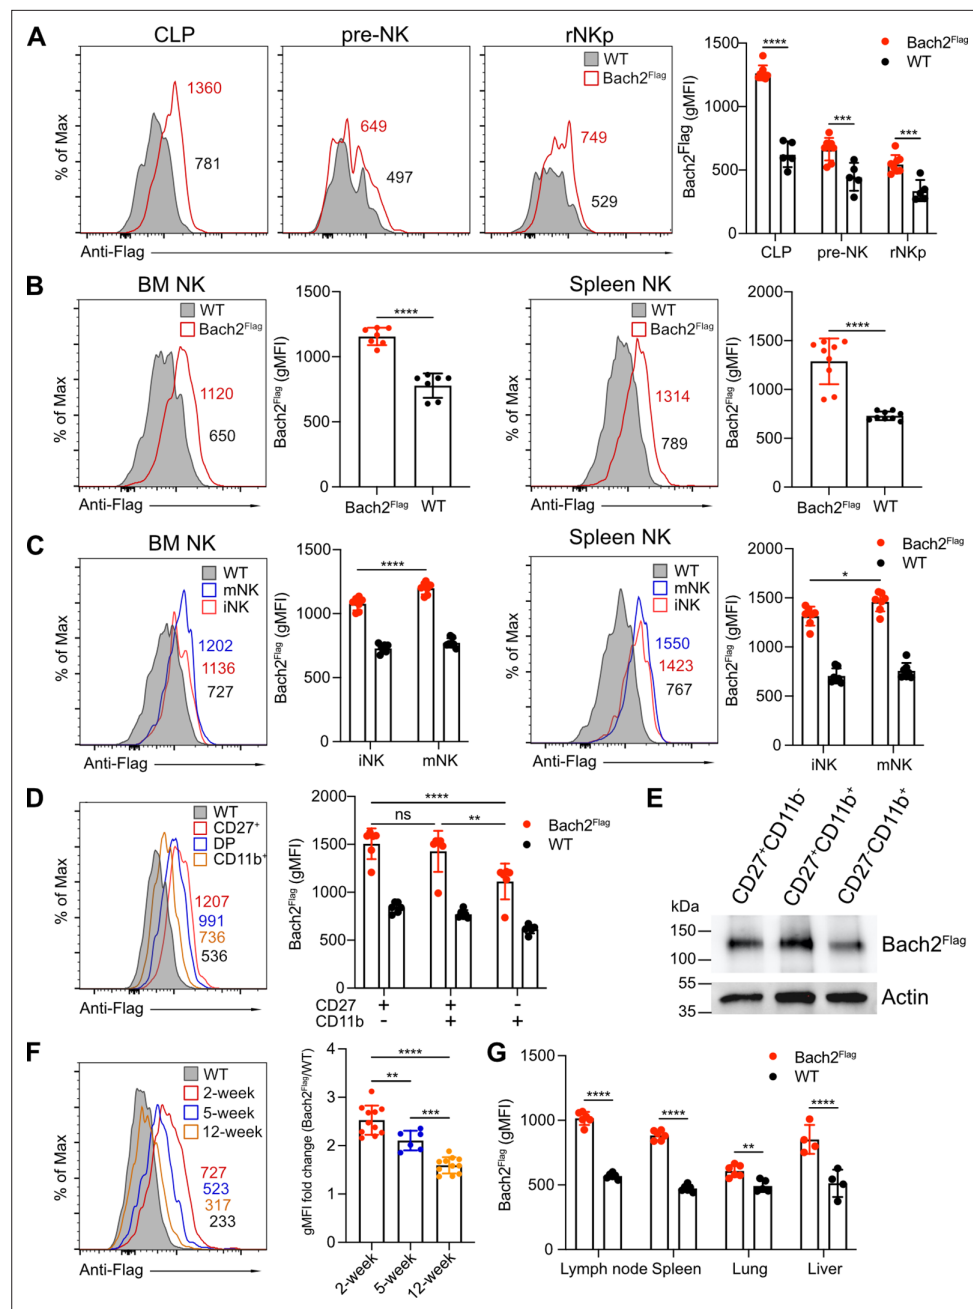 A
CLP
pre-NK
rNKp
WT
Bach2Flag
1360
781
649
497
749
529
% of Max
Anti-Flag
Bach2Flag
WT
Bach2Flag (gMFI)
1500
1000
500
0
****
***
***
CLP
pre-NK
rNKp
B
BM NK
WT
Bach2Flag
1120
650
% of Max
Anti-Flag
Bach2Flag (gMFI)
1500
1000
500
0
****
Bach2Flag
WT
Spleen NK
WT
Bach2Flag
1314
789
% of Max
Anti-Flag
Bach2Flag (gMFI)
2000
1500
1000
500
0
****
Bach2Flag
WT
C
BM NK
WT
mNK
iNK
1202
1136
727
% of Max
Anti-Flag
Bach2Flag (gMFI)
1500
1000
500
0
****
iNK
mNK
Spleen NK
WT
mNK
iNK
1550
1423
767
% of Max
Anti-Flag
Bach2Flag
WT
Bach2Flag (gMFI)
2000
1500
1000
500
0
*
iNK
mNK
D
WT
CD27+
DP
CD11b+
1207
991
736
536
% of Max
Anti-Flag
Bach2Flag
WT
Bach2Flag (gMFI)
2000
1500
1000
500
0
****
ns
**
CD27 + + -
CD11b - + +
E
CD27+CD11b-
CD27+CD11b+
CD27-CD11b+
kDa
150
100
Bach2Flag
55
35
Actin
F
WT
2-week
5-week
12-week
727
523
317
233
% of Max
Anti-Flag
gMFI fold change (Bach2Flag/WT)
4
3
2
1
0
****
**
***
2-week
5-week
12-week
G
Bach2Flag
WT
Bach2Flag (gMFI)
1500
1000
500
0
****
****
**
****
Lymph node
Spleen
Lung
Liver